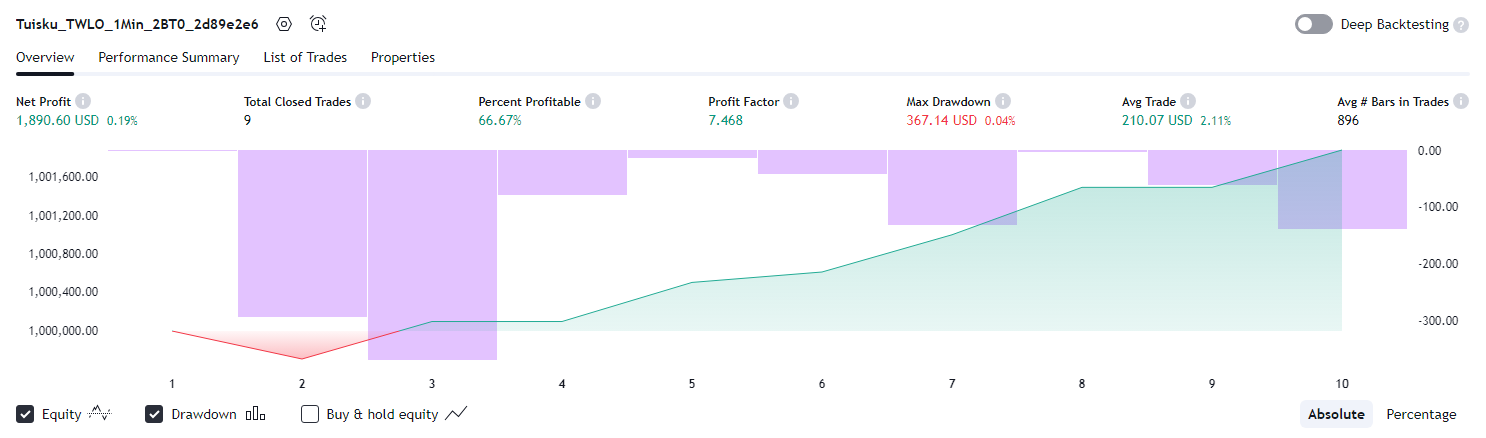 Tuisku_TWLO_1Min_2BT0_2d89e2e6 Deep Backtesting ?
Overview Performance Summary List of Trades Properties
Net Profit i Total Closed Trades i Percent Profitable i Profit Factor i Max Drawdown i Avg Trade i Avg # Bars in Trades i
1,890.60 USD 0.19% 9 66.67% 7.468 367.14 USD 0.04% 210.07 USD 2.11% 896
0.00
1,001,600.00
1,001,200.00 -100.00
1,000,800.00
-200.00
1,000,400.00
1,000,000.00 -300.00
1 2 3 4 5 6 7 8 9 10
Equity Drawdown Buy & hold equity Absolute Percentage